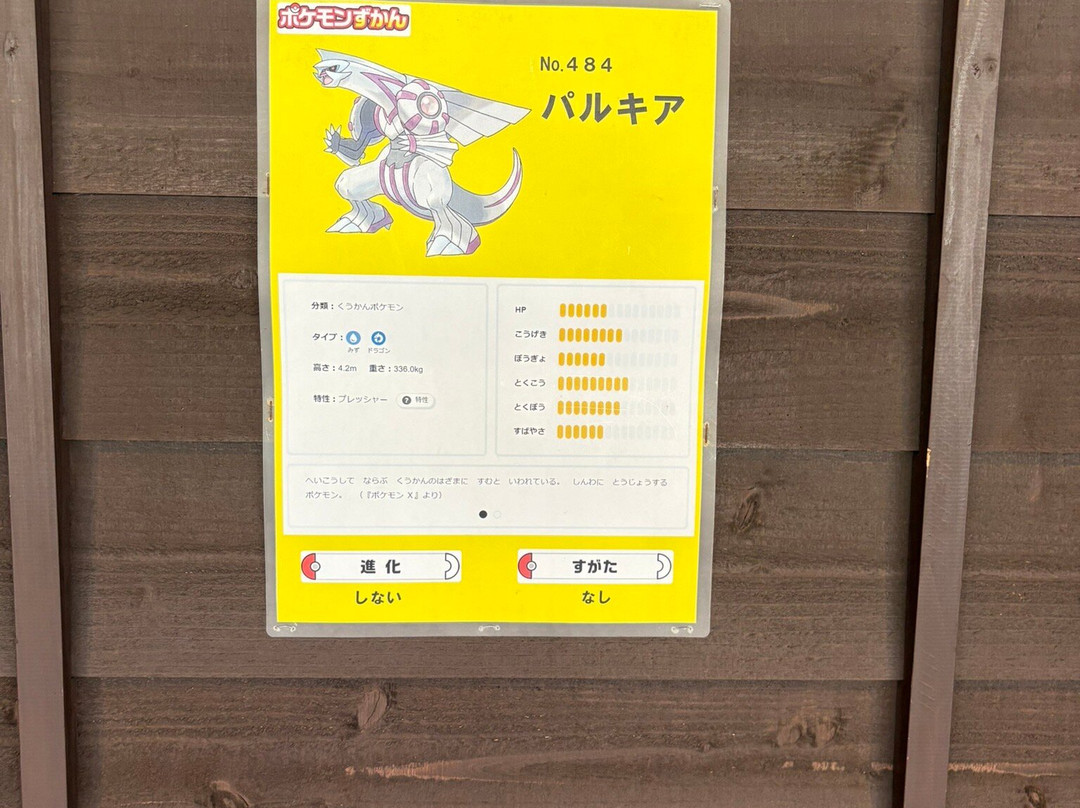 ポケモンずかん
No.484
パルキア
分類：くうかんポケモン
タイプ：
みず ドラゴン
高さ：4.2m 重さ：336.0kg
特性：プレッシャー ? 特性
HP
こうげき
ぼうぎょ
とくこう
とくぼう
すばやさ
へいこうして ならぶ くうかんのはざまに すむと いわれている。 しんわに とうじょうする
ポケモン。 （『ポケモン X』より）
進化
しない
すがた
なし